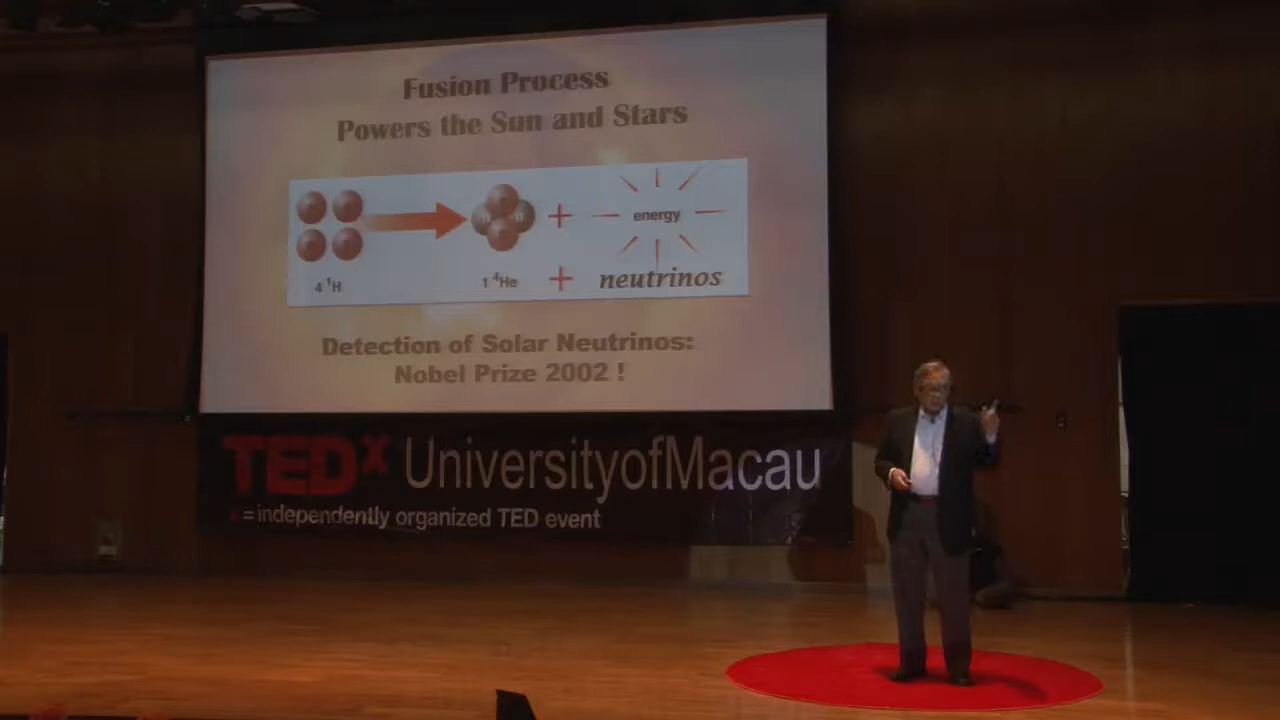 Fusion Process
Powers the Sun and Stars
energy
4 ¹H
1 ⁴He
neutrinos
Detection of Solar Neutrinos:
Nobel Prize 2002 !
TEDx UniversityofMacau
x = independently organized TED event